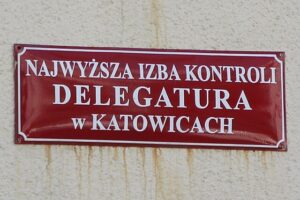 NAJWYŻSZA IZBA KONTROLI
DELEGATURA
w KATOWICACH